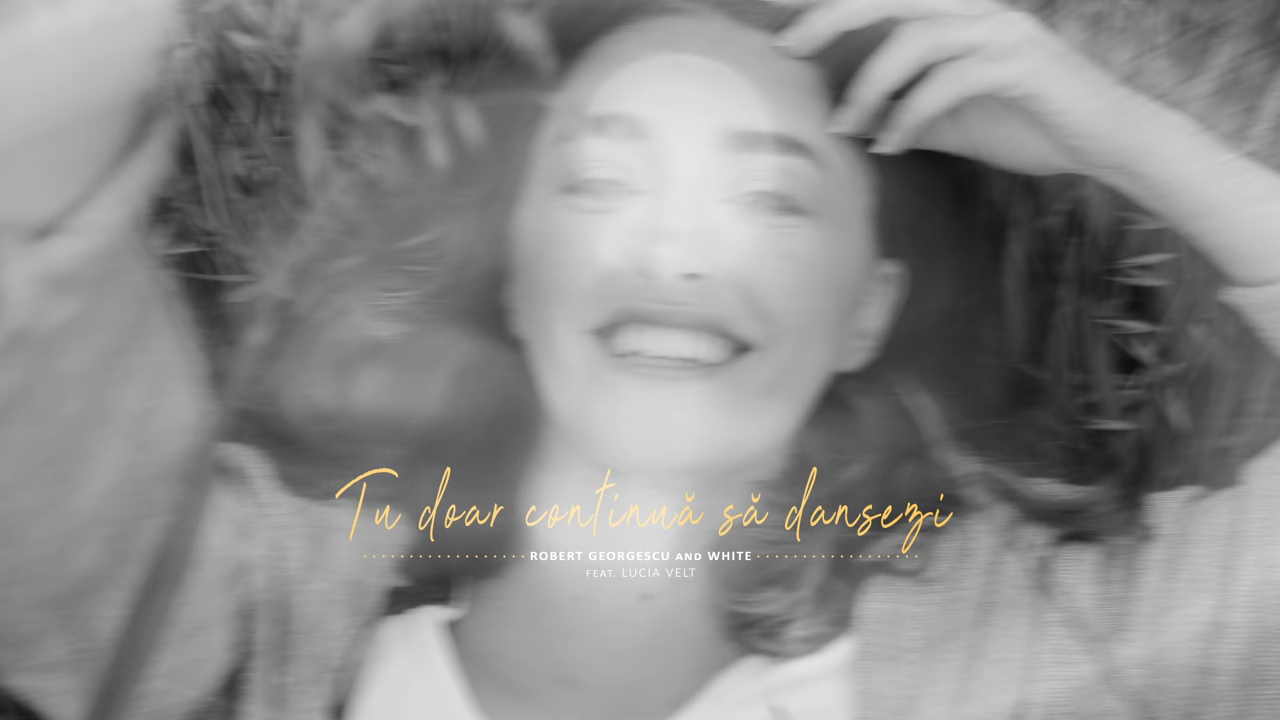 Tu doar continuă să dansezi
ROBERT GEORGESCU AND WHITE
FEAT. LUCIA VELT